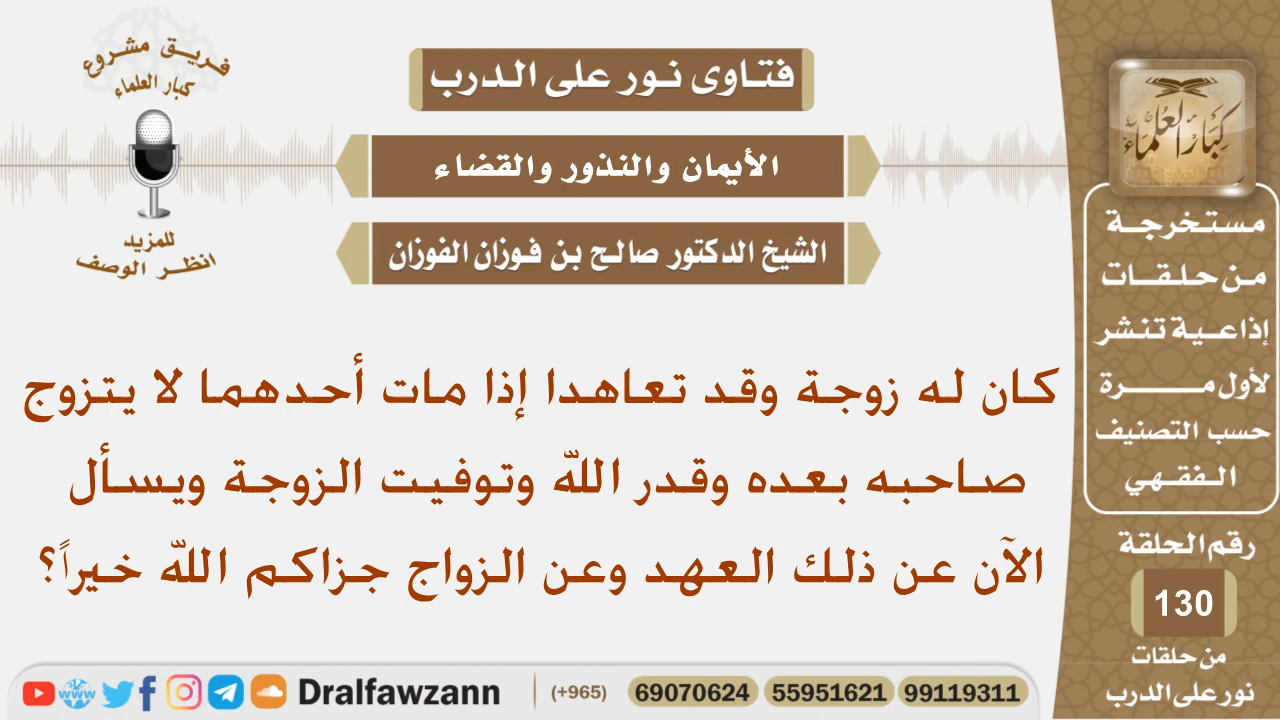 فريق مشروع
كبار العلماء
للمزيد
انظر الوصف
فتاوى نور على الدرب
الأيمان والنذور والقضاء
الشيخ الدكتور صالح بن فوزان الفوزان
كان له زوجة وقد تعاهدا إذا مات أحدهما لا يتزوج
صاحبه بعده وقدر الله وتوفيت الزوجة ويسأل
الآن عن ذلك العهد وعن الزواج جزاكم الله خيراً؟
كبار العلماء
مستخرجة
من حلقات
إذاعية تنشر
لأول مرة
حسب التصنيف
الفقهي
رقم الحلقة
130
من حلقات
نور على الدرب
www Dralfawzann (+965) 69070624 55951621 99119311